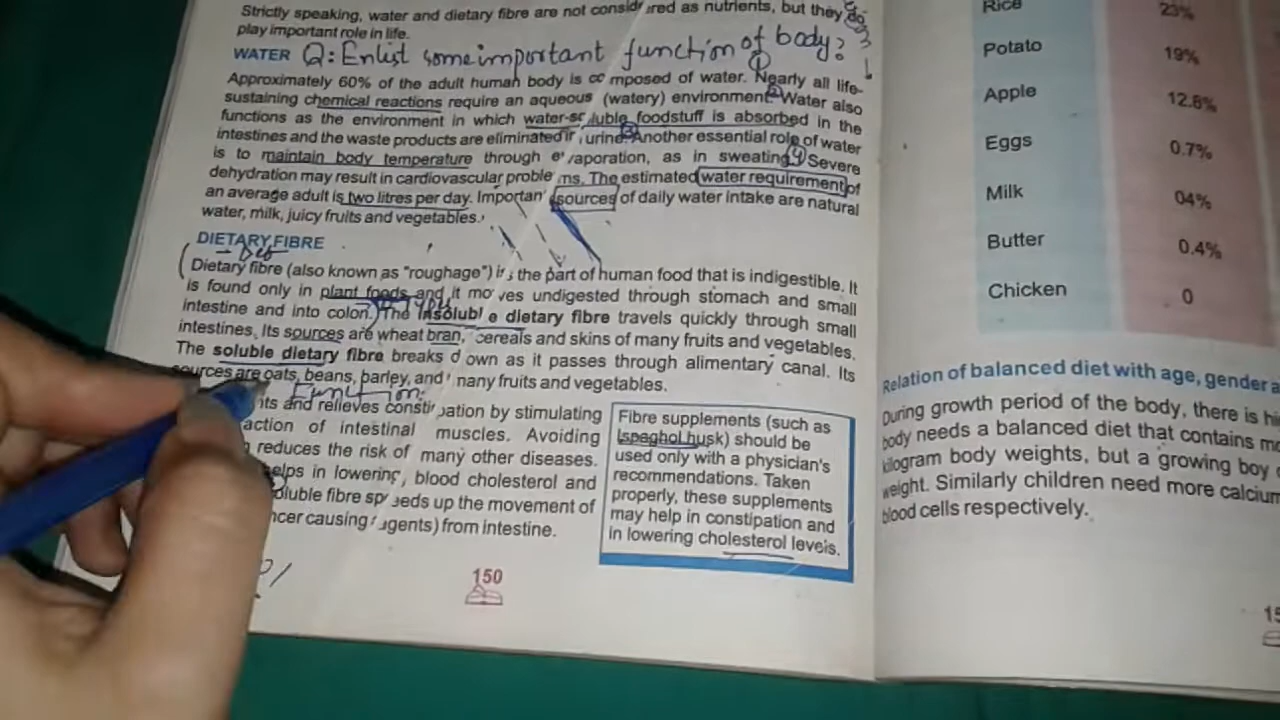 Strictly speaking, water and dietary fibre are not considered as nutrients, but they do
play important role in life.
WATER Q: Enlist some important function of body?
Approximately 60% of the adult human body is composed of water. Nearly all life-
sustaining chemical reactions require an aqueous (watery) environment. Water also
functions as the environment in which water-soluble foodstuff is absorbed in the
intestines and the waste products are eliminated in urine. Another essential role of water
is to maintain body temperature through evaporation, as in sweating. Severe
dehydration may result in cardiovascular problems. The estimated water requirement of
an average adult is two litres per day. Important sources of daily water intake are natural
water, milk, juicy fruits and vegetables.
DIETARY FIBRE
Def
Dietary fibre (also known as "roughage") is the part of human food that is indigestible. It
is found only in plant foods and it moves undigested through stomach and small
intestine and into colon. The insoluble dietary fibre travels quickly through small
intestines. Its sources are wheat bran, cereals and skins of many fruits and vegetables.
The soluble dietary fibre breaks down as it passes through alimentary canal. Its
sources are oats, beans, barley, and many fruits and vegetables.
Function
and relieves constipation by stimulating
action of intestinal muscles. Avoiding
reduces the risk of many other diseases.
in lowering blood cholesterol and
fibre speeds up the movement of
causing agents) from intestine.
Fibre supplements (such as
Ispaghol husk) should be
used only with a physician's
recommendations. Taken
properly, these supplements
may help in constipation and
in lowering cholesterol levels.
150
Rice 23%
Potato 19%
Apple 12.8%
Eggs 0.7%
Milk 04%
Butter 0.4%
Chicken 0
Relation of balanced diet with age, gender
During growth period of the body, there is
body needs a balanced diet that contains
kilogram body weights, but a growing boy
weight. Similarly children need more calcium
blood cells respectively.